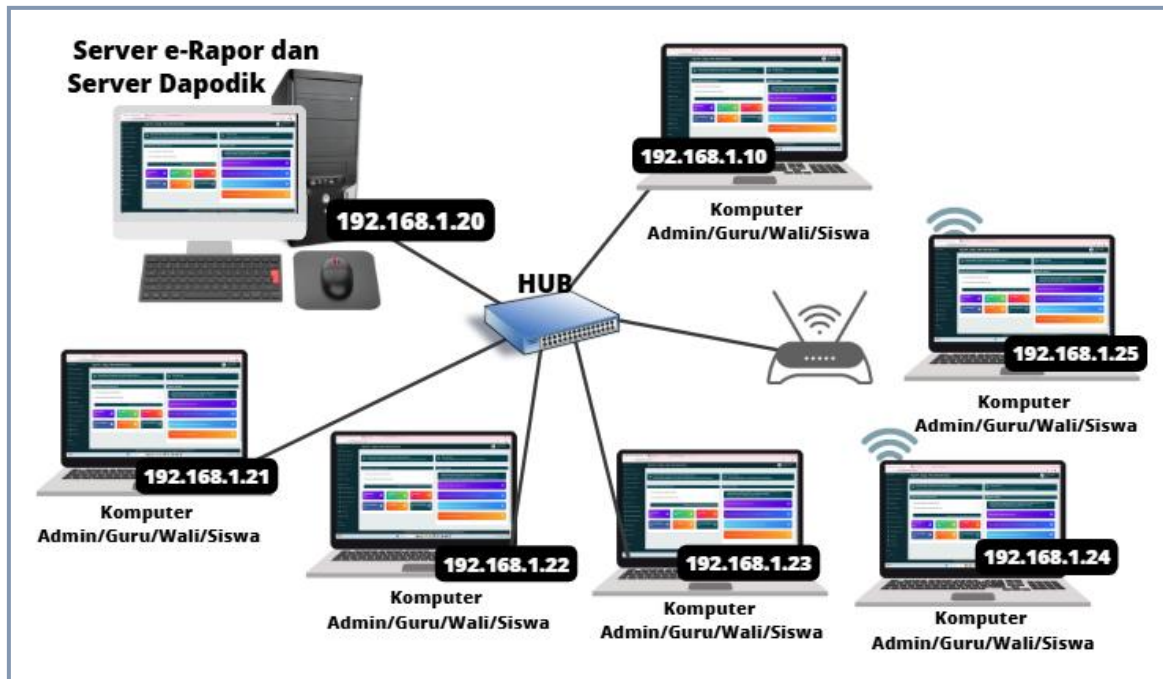 Server e-Rapor dan
Server Dapodik
192.168.1.20
192.168.1.10
Komputer
Admin/Guru/Wali/Siswa
HUB
192.168.1.25
Komputer
Admin/Guru/Wali/Siswa
192.168.1.21
Komputer
Admin/Guru/Wali/Siswa
192.168.1.22
Komputer
Admin/Guru/Wali/Siswa
192.168.1.23
Komputer
Admin/Guru/Wali/Siswa
192.168.1.24
Komputer
Admin/Guru/Wali/Siswa